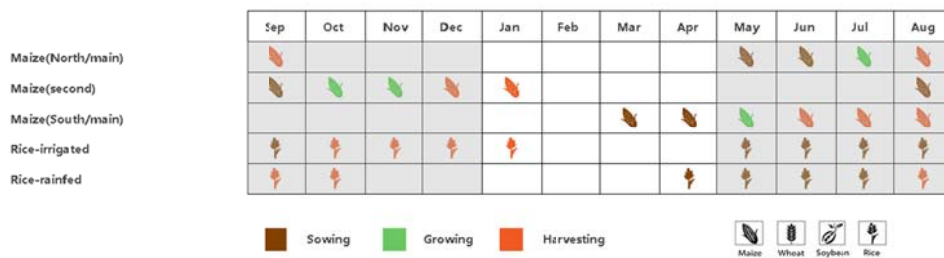 Sep Oct Nov Dec Jan Feb Mar Apr May Jun Jul Aug
Maize(North/main)
Maize(second)
Maize(South/main)
Rice-irrigated
Rice-rainfed
Sowing Growing Harvesting
Maize Wheat Soybean Rice